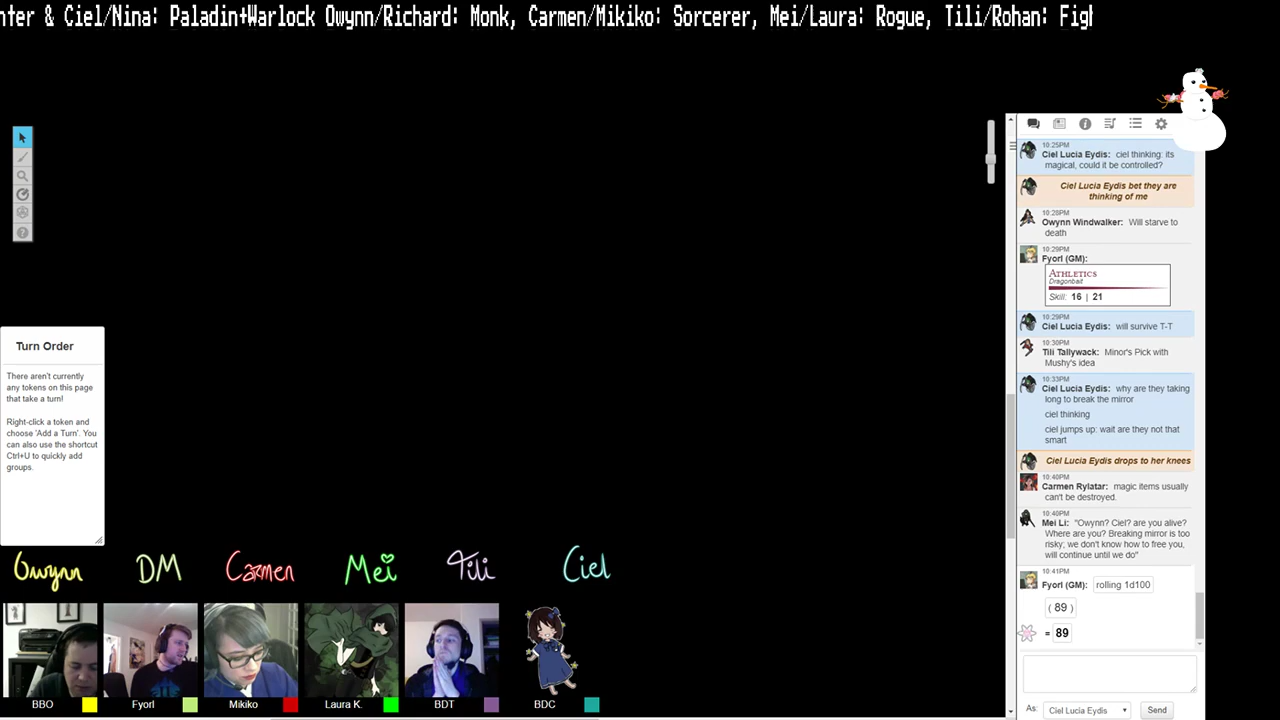 nter & Ciel/Nina: Paladin+Warlock Owynn/Richard: Monk, Carmen/Mikiko: Sorcerer, Mei/Laura: Rogue, Tili/Rohan: Figh
10:25PM
Ciel Lucia Eydis: ciel thinking: its
magical, could it be controlled?
Ciel Lucia Eydis bet they are
thinking of me
10:28PM
Owynn Windwalker: Will starve to
death
10:29PM
Fyorl (GM):
ATHLETICS
Dragonbait
Skill: 16 | 21
10:29PM
Ciel Lucia Eydis: will survive T-T
10:30PM
Tili Tallywack: Minor's Pick with
Mushy's idea
10:33PM
Ciel Lucia Eydis: why are they taking
long to break the mirror
ciel thinking
ciel jumps up: wait are they not that
smart
Ciel Lucia Eydis drops to her knees
10:40PM
Carmen Rylatar: magic items usually
can't be destroyed.
10:40PM
Mei Li: "Owynn? Ciel? are you alive?
Where are you? Breaking mirror is too
risky; we don't know how to free you,
will continue until we do"
10:41PM
Fyorl (GM): rolling 1d100
( 89 )
= 89
As: Ciel Lucia Eydis Send
Turn Order
There aren't currently
any tokens on this page
that take a turn!
Right-click a token and
choose 'Add a Turn'. You
can also use the shortcut
Ctrl+U to quickly add
groups.
Owynn DM Carmen Mei Tili Ciel
BBO Fyorl Mikiko Laura K. BDT BDC